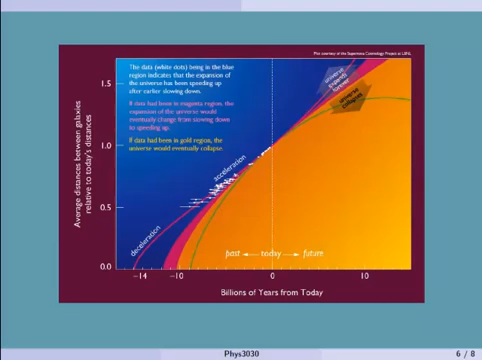 This courtesy of the Supernova Cosmology Project at LBNL
The data (white dots) being in the blue
region indicates that the expansion of
the universe has been speeding up
after earlier slowing down.
If data had been in magenta region, the
expansion of the universe would
eventually change from slowing down
to speeding up.
If data had been in gold region, the
universe would eventually collapse.
universe
expands
forever
universe
collapses
Average distances between galaxies
relative to today's distances
1.5
1.0
0.5
0.0
acceleration
deceleration
past today future
−14 −10 0 10
Billions of Years from Today
Phys3030
6 / 8